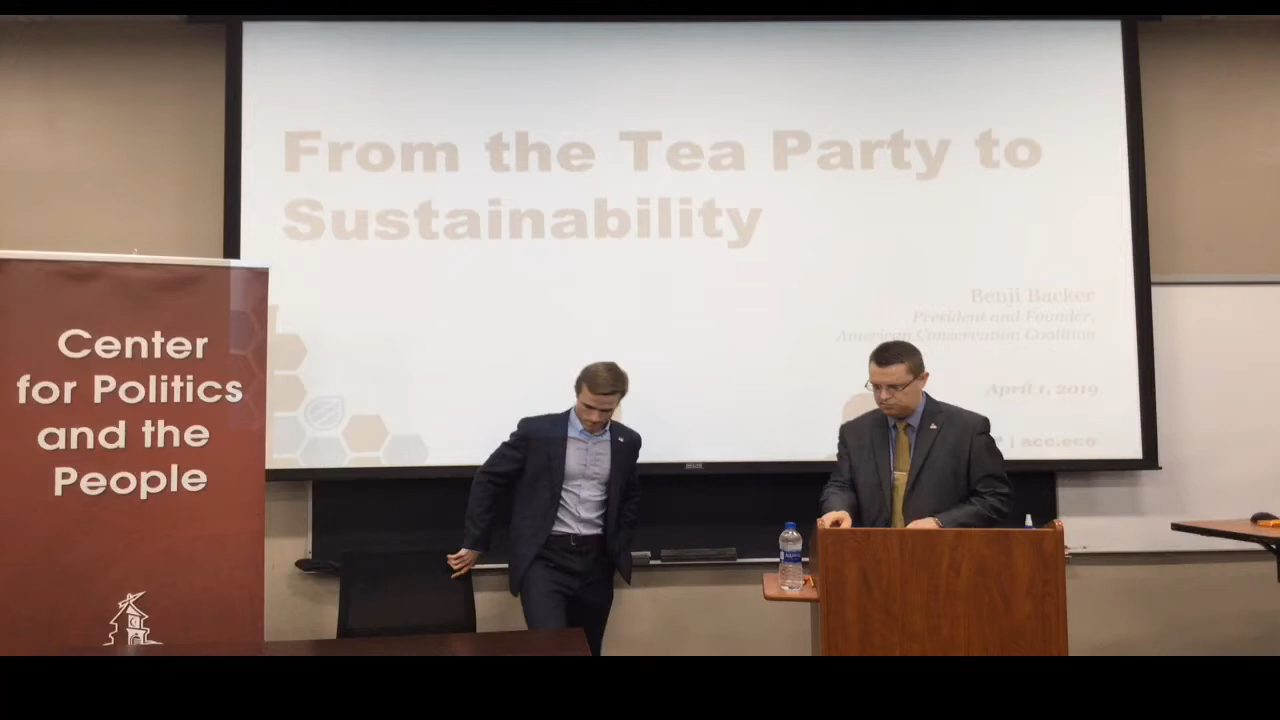 From the Tea Party to
Sustainability
Benji Backer
President and Founder,
American Conservation Coalition
April 1, 2019
| acc.eco
Center
for Politics
and the
People